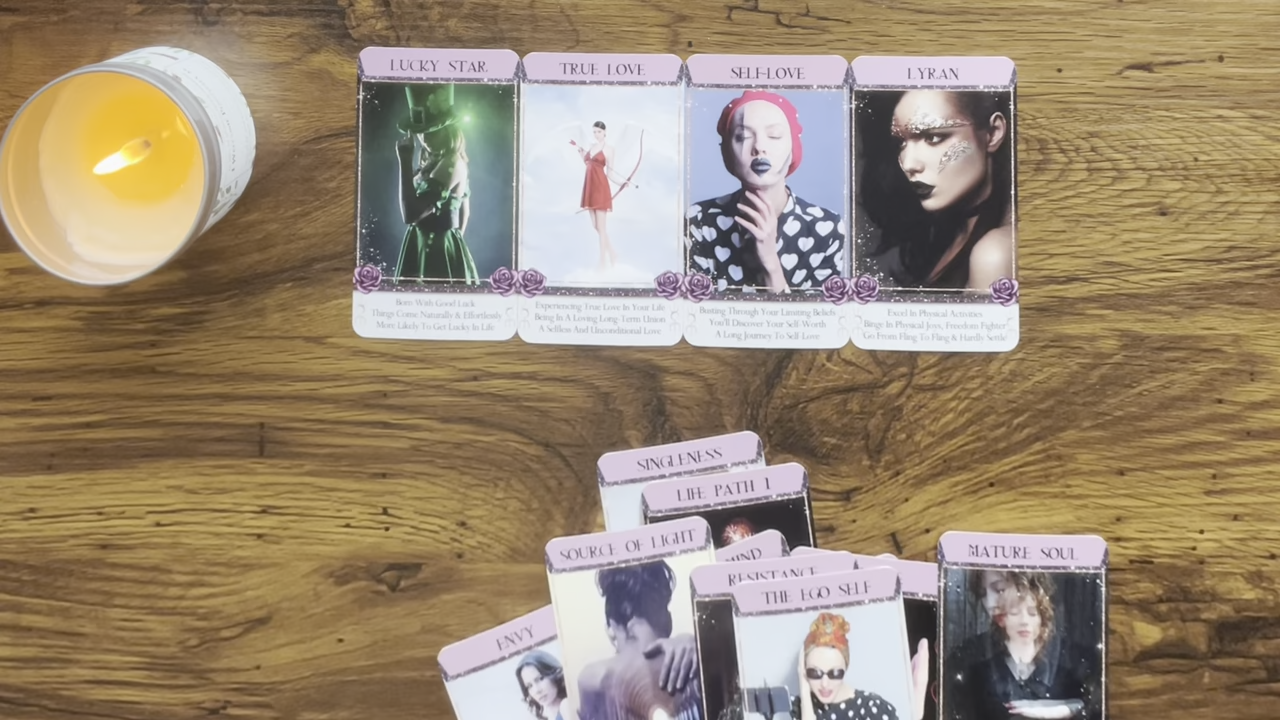 LUCKY STAR
Born With Good Luck
Things Come Naturally & Effortlessly
More Likely To Get Lucky In Life
TRUE LOVE
Experiencing True Love In Your Life
Being In A Loving Long-Term Union
A Selfless And Unconditional Love
SELF-LOVE
Busting Through Your Limiting Beliefs
You'll Discover Your Self-Worth
A Long Journey To Self-Love
LYRAN
Excel In Physical Activities
Binge In Physical Joys, Freedom Fighter
Go From Fling To Fling & Hardly Settle
SINGLENESS
LIFE PATH 1
SOURCE OF LIGHT
MIND
RESISTANCE
THE EGO SELF
ENVY
MATURE SOUL